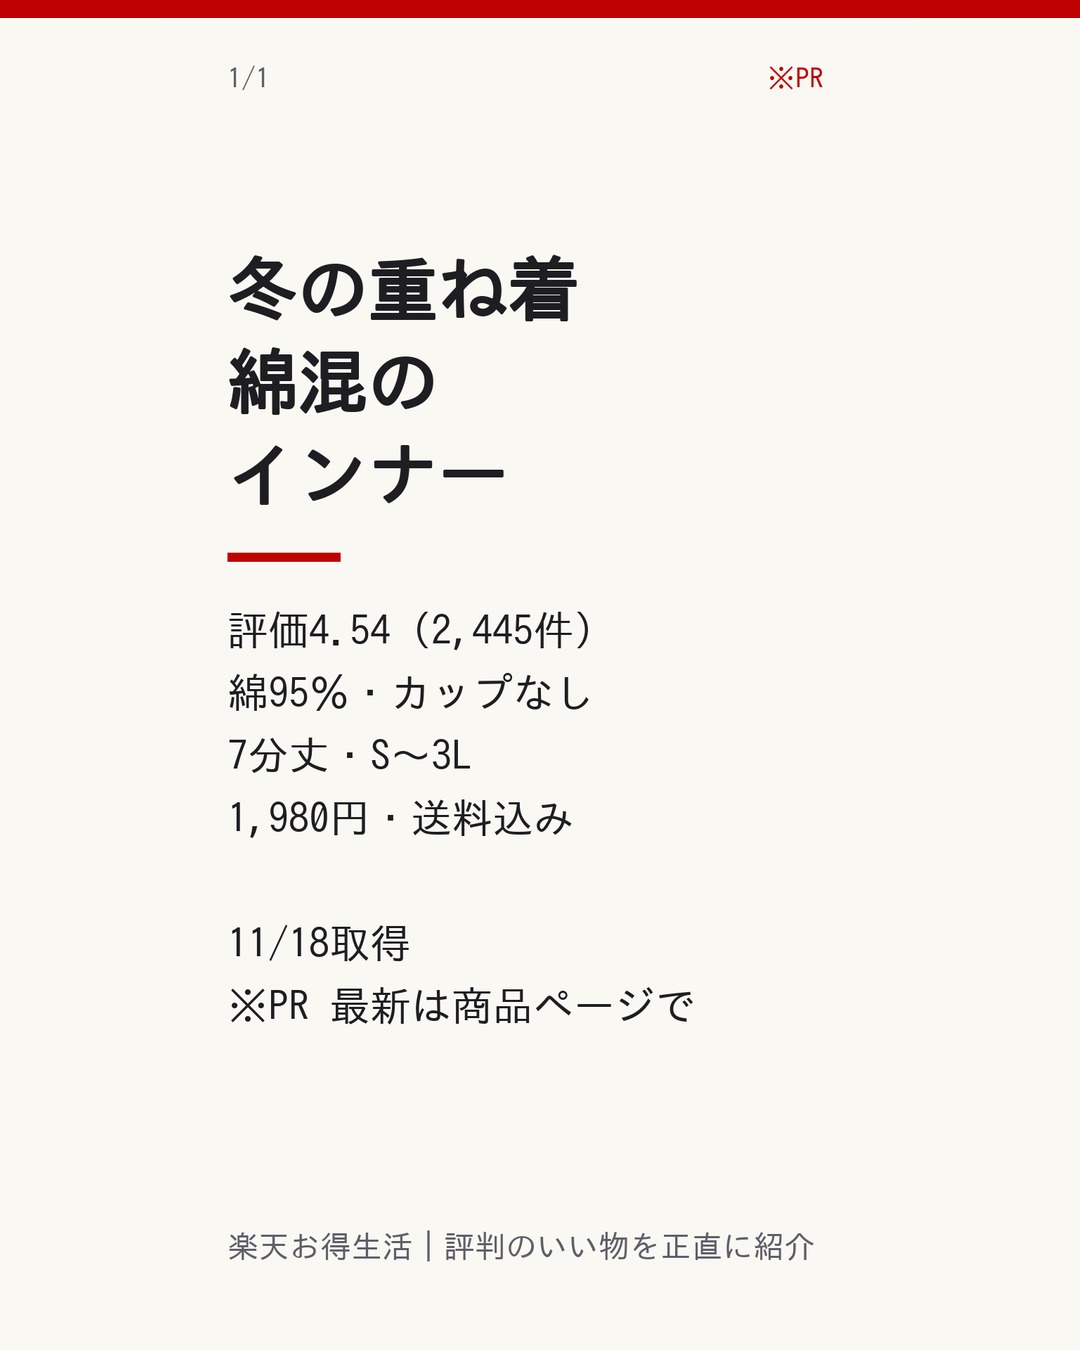 1/1
※PR
冬の重ね着
綿混の
インナー
評価4.54（2,445件）
綿95%・カップなし
7分丈・S〜3L
1,980円・送料込み
11/18取得
※PR 最新は商品ページで
楽天お得生活｜評判のいい物を正直に紹介